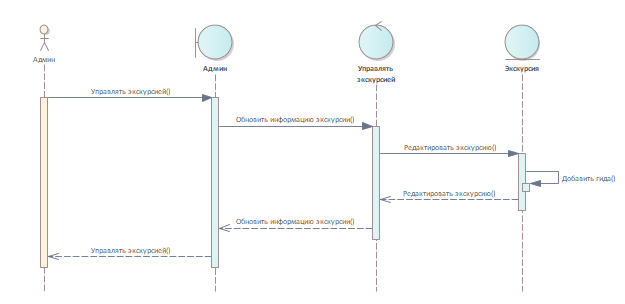 Админ
Админ
Управлять
экскурсией
Экскурсия
Управлять экскурсией()
Обновить информацию экскурсии()
Редактировать экскурсию()
Добавить гида()
Редактировать экскурсию()
Обновить информацию экскурсии()
Управлять экскурсией()